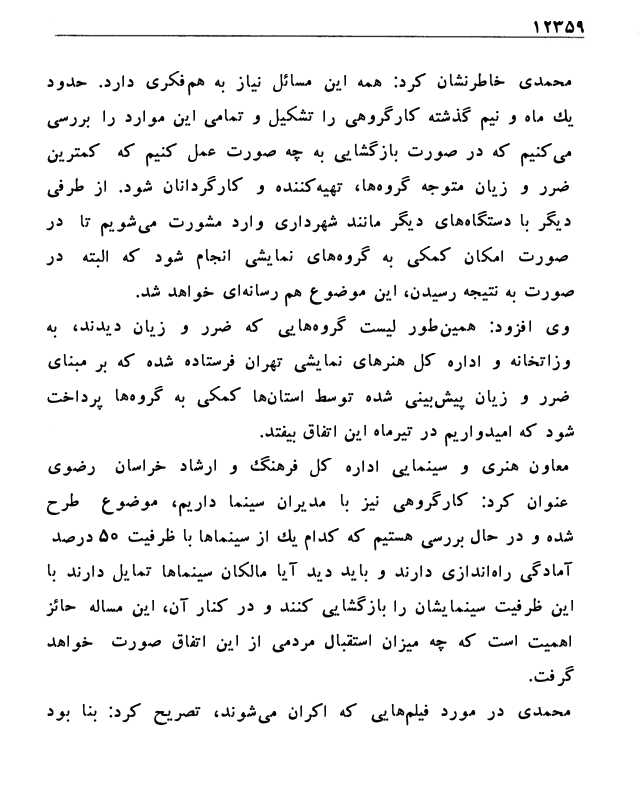 ۱۲۳۵۹
محمدی خاطرنشان کرد: همه این مسائل نیاز به هم‌فکری دارد. حدود
یك ماه و نیم گذشته کارگروهی را تشکیل و تمامی این موارد را بررسی
می‌کنیم که در صورت بازگشایی به چه صورت عمل کنیم که کمترین
ضرر و زیان متوجه گروه‌ها، تهیه‌کننده و کارگردانان شود. از طرفی
دیگر با دستگاه‌های دیگر مانند شهرداری وارد مشورت می‌شویم تا در
صورت امکان کمکی به گروه‌های نمایشی انجام شود که البته در
صورت به نتیجه رسیدن، این موضوع هم رسانه‌ای خواهد شد.
وی افزود: همین‌طور لیست گروه‌هایی که ضرر و زیان دیدند، به
وزاتخانه و اداره کل هنرهای نمایشی تهران فرستاده شده که بر مبنای
ضرر و زیان پیش‌بینی شده توسط استان‌ها کمکی به گروه‌ها پرداخت
شود که امیدواریم در تیرماه این اتفاق بیفتد.
معاون هنری و سینمایی اداره کل فرهنگ و ارشاد خراسان رضوی
عنوان کرد: کارگروهی نیز با مدیران سینما داریم، موضوع طرح
شده و در حال بررسی هستیم که کدام یك از سینماها با ظرفیت ۵۰ درصد
آمادگی راه‌اندازی دارند و باید دید آیا مالکان سینماها تمایل دارند با
این ظرفیت سینمایشان را بازگشایی کنند و در کنار آن، این مساله حائز
اهمیت است که چه میزان استقبال مردمی از این اتفاق صورت خواهد
گرفت.
محمدی در مورد فیلم‌هایی که اکران می‌شوند، تصریح کرد: بنا بود